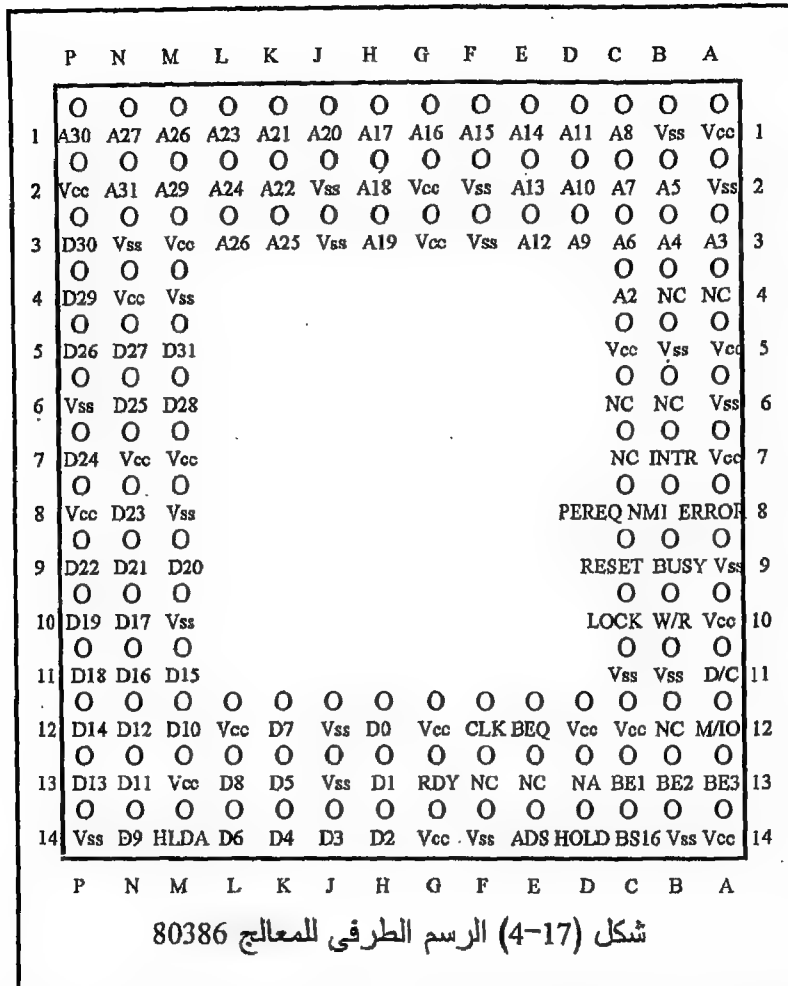 P N M L K J H G F E D C B A
1 A30 A27 A26 A23 A21 A20 A17 A16 A15 A14 A11 A8 Vss Vcc 1
2 Vcc A31 A29 A24 A22 Vss A18 Vcc Vss A13 A10 A7 A5 Vss 2
3 D30 Vss Vcc A26 A25 Vss A19 Vcc Vss A12 A9 A6 A4 A3 3
4 D29 Vcc Vss A2 NC NC 4
5 D26 D27 D31 Vcc Vss Vcc 5
6 Vss D25 D28 NC NC Vss 6
7 D24 Vcc Vcc NC INTR Vcc 7
8 Vcc D23 Vss PEREQ NMI ERROR 8
9 D22 D21 D20 RESET BUSY Vss 9
10 D19 D17 Vss LOCK W/R Vcc 10
11 D18 D16 D15 Vss Vss D/C 11
12 D14 D12 D10 Vcc D7 Vss D0 Vcc CLK BEQ Vcc Vcc NC M/IO 12
13 D13 D11 Vcc D8 D5 Vss D1 RDY NC NC NA BE1 BE2 BE3 13
14 Vss D9 HLDA D6 D4 D3 D2 Vcc Vss ADS HOLD BS16 Vss Vcc 14
P N M L K J H G F E D C B A
شكل (17-4) الرسم الطرفى للمعالج 80386